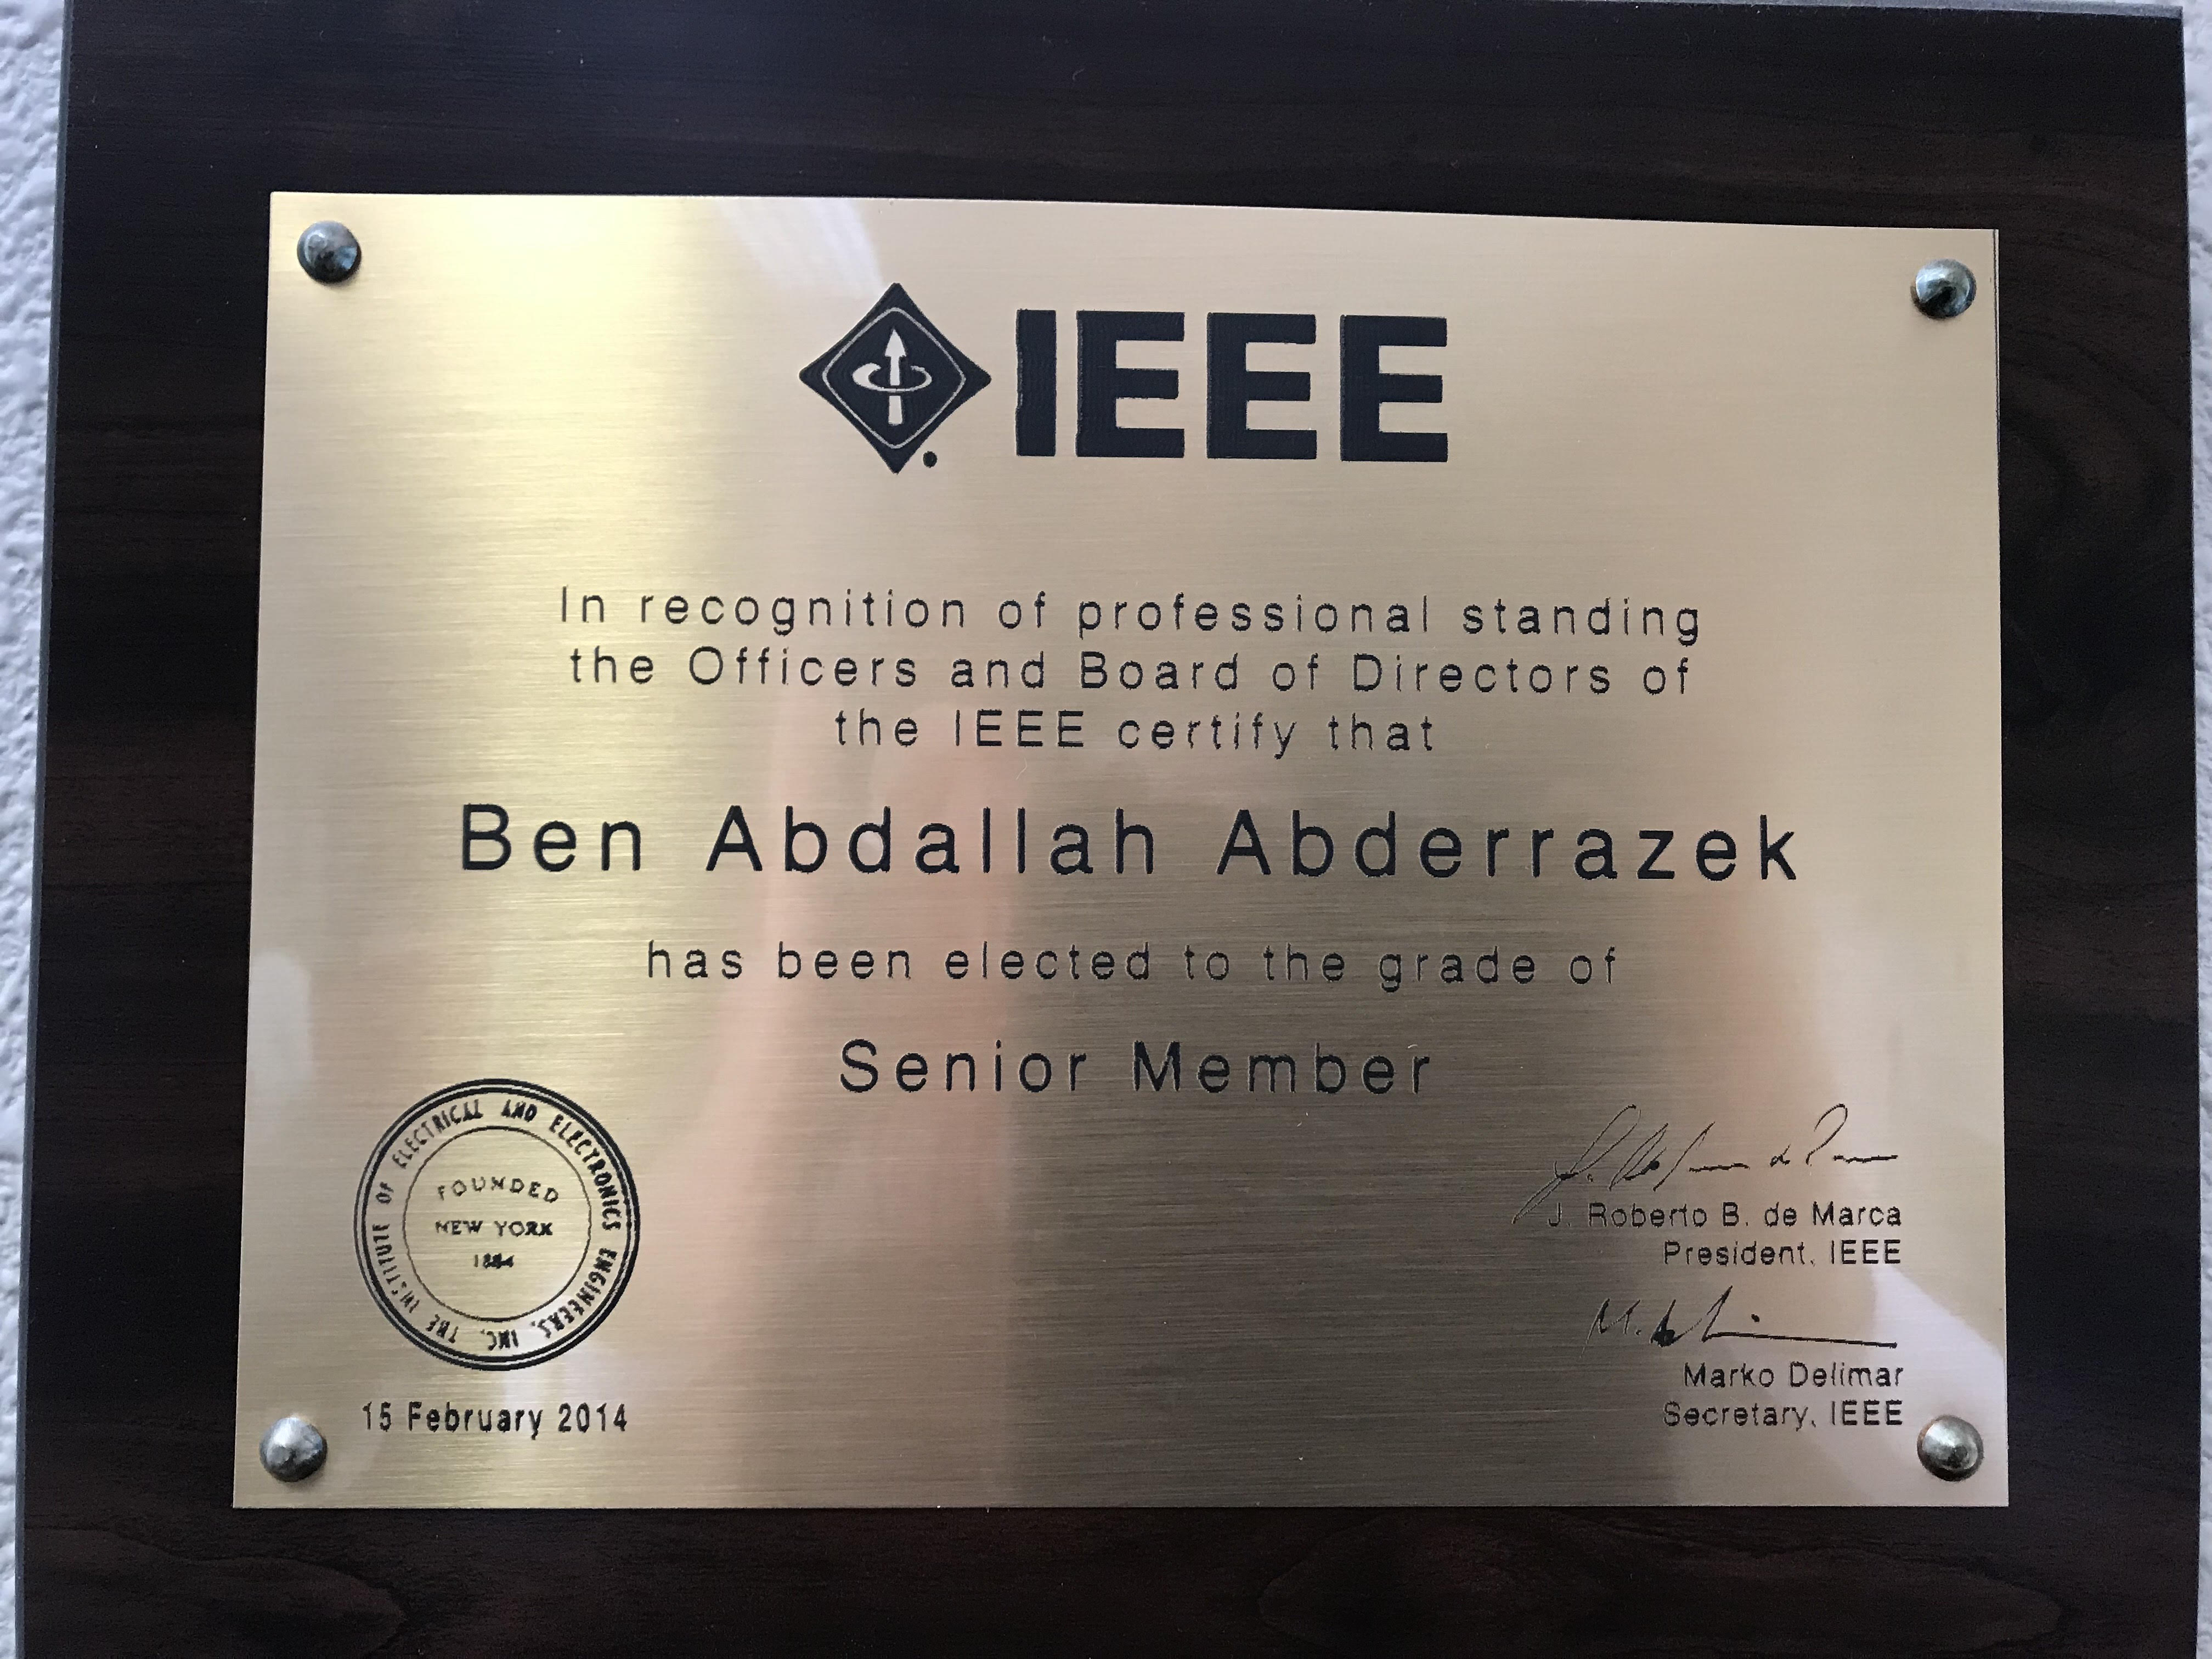 IEEE
In recognition of professional standing
the Officers and Board of Directors of
the IEEE certify that
Ben Abdallah Abderrazek
has been elected to the grade of
Senior Member
THE INSTITUTE OF ELECTRICAL AND ELECTRONICS ENGINEERS, INC.
FOUNDED
NEW YORK
1884
15 February 2014
J. Roberto B. de Marca
President, IEEE
Marko Delimar
Secretary, IEEE